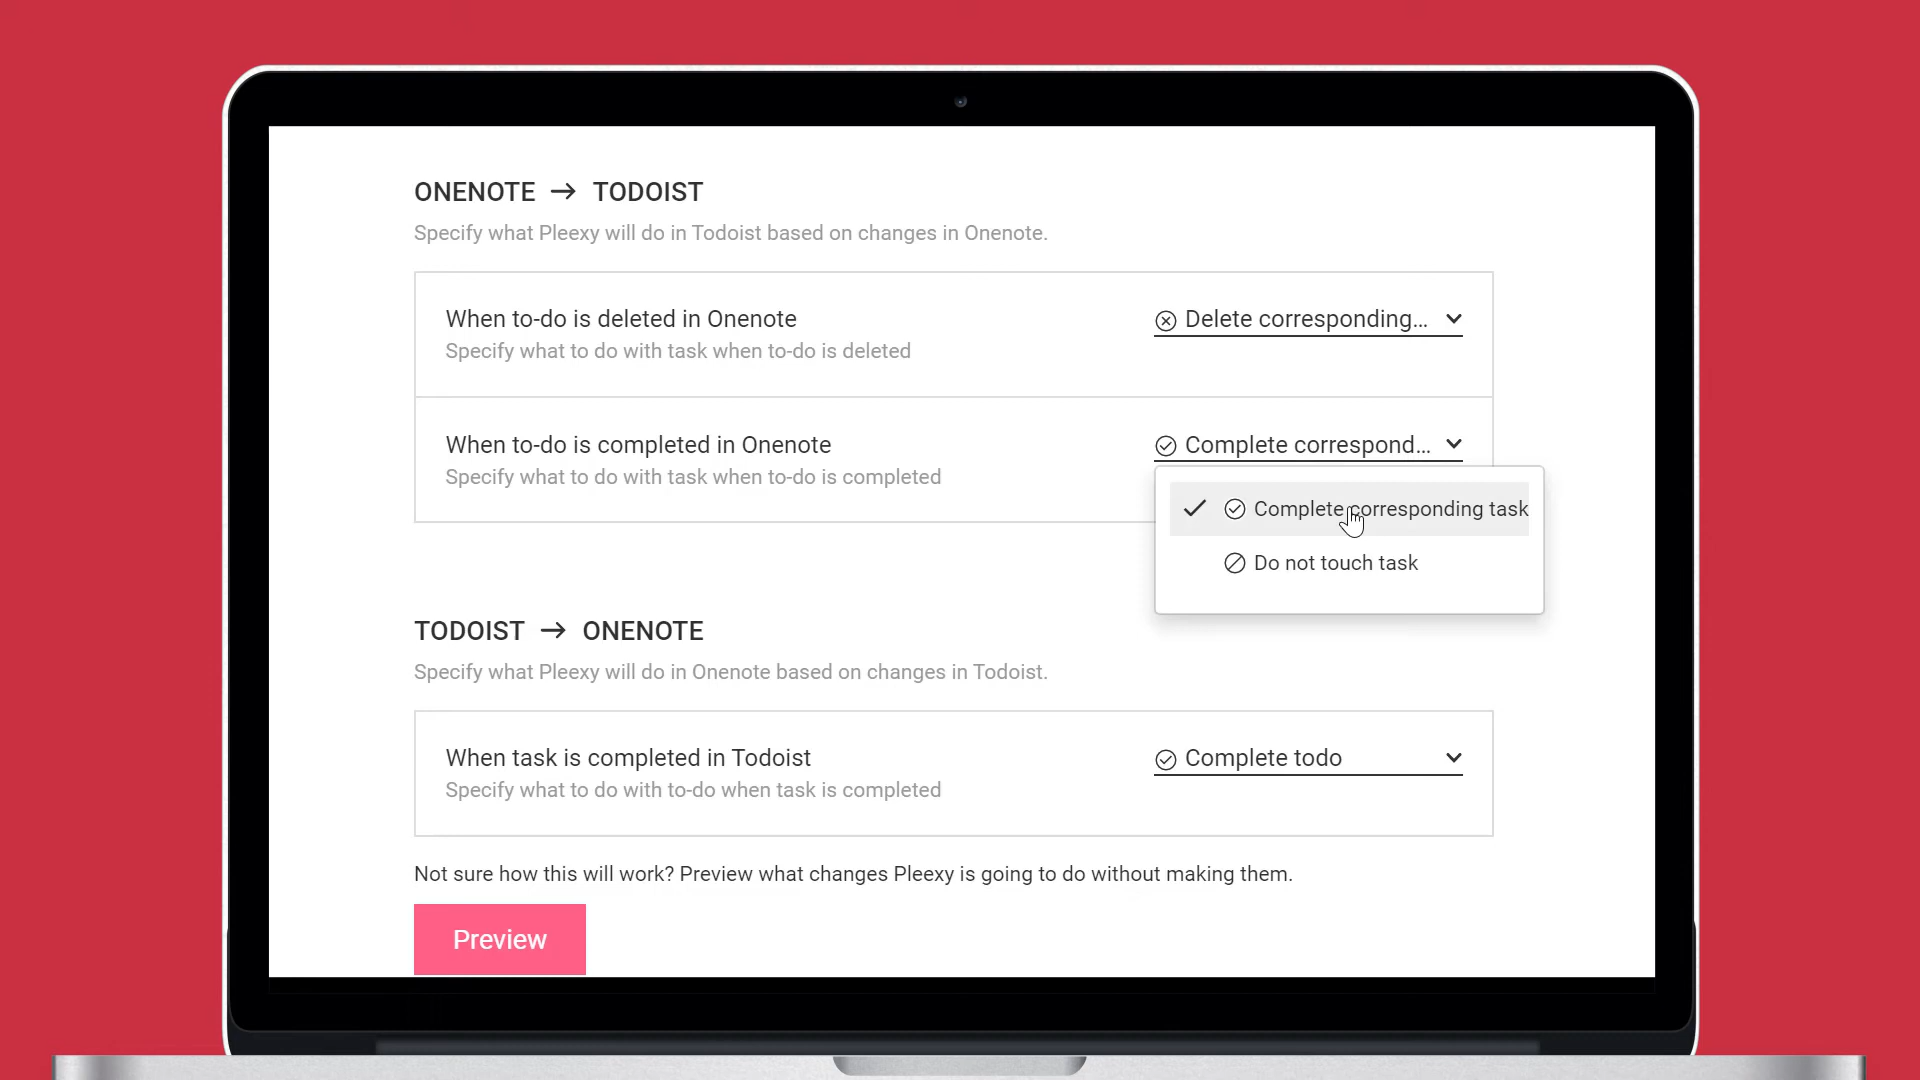 ONENOTE → TODOIST
Specify what Pleexy will do in Todoist based on changes in Onenote.
When to-do is deleted in Onenote
Delete corresponding...
Specify what to do with task when to-do is deleted
When to-do is completed in Onenote
Complete correspond...
Specify what to do with task when to-do is completed
Complete corresponding task
Do not touch task
TODOIST → ONENOTE
Specify what Pleexy will do in Onenote based on changes in Todoist.
When task is completed in Todoist
Complete todo
Specify what to do with to-do when task is completed
Not sure how this will work? Preview what changes Pleexy is going to do without making them.
Preview